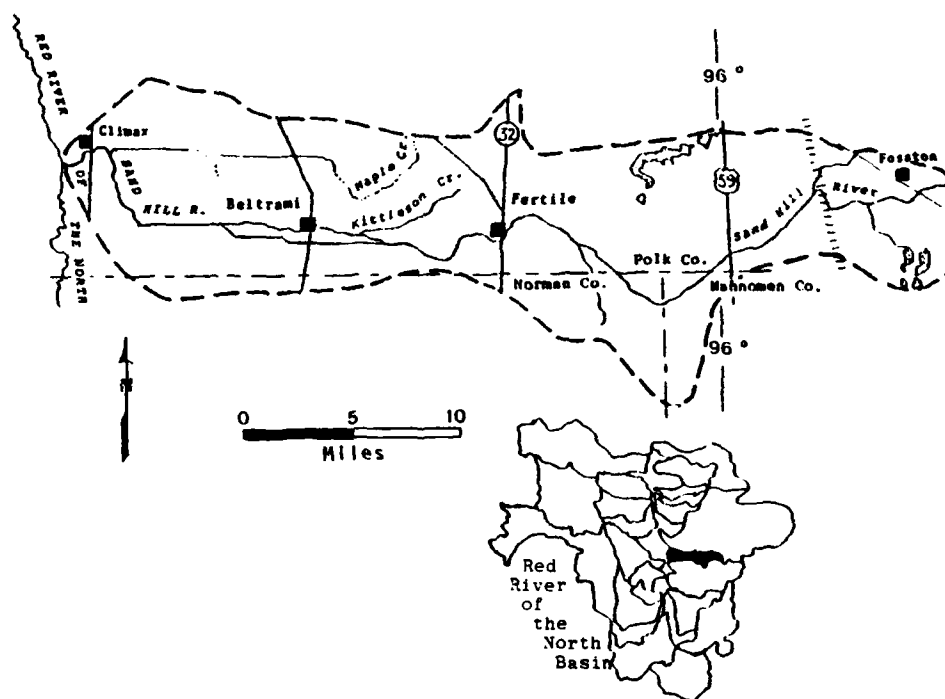 RED RIVER
OF
THE NORTH
Climax
SAND
HILL R.
Beltrami
Maple Cr.
Kittleson Cr.
32
Fertile
96°
59
Sand Hill
River
Fosston
Polk Co.
Norman Co.
Mahnomen Co.
96°
N
0 5 10
Miles
Red
River
of
the
North
Basin